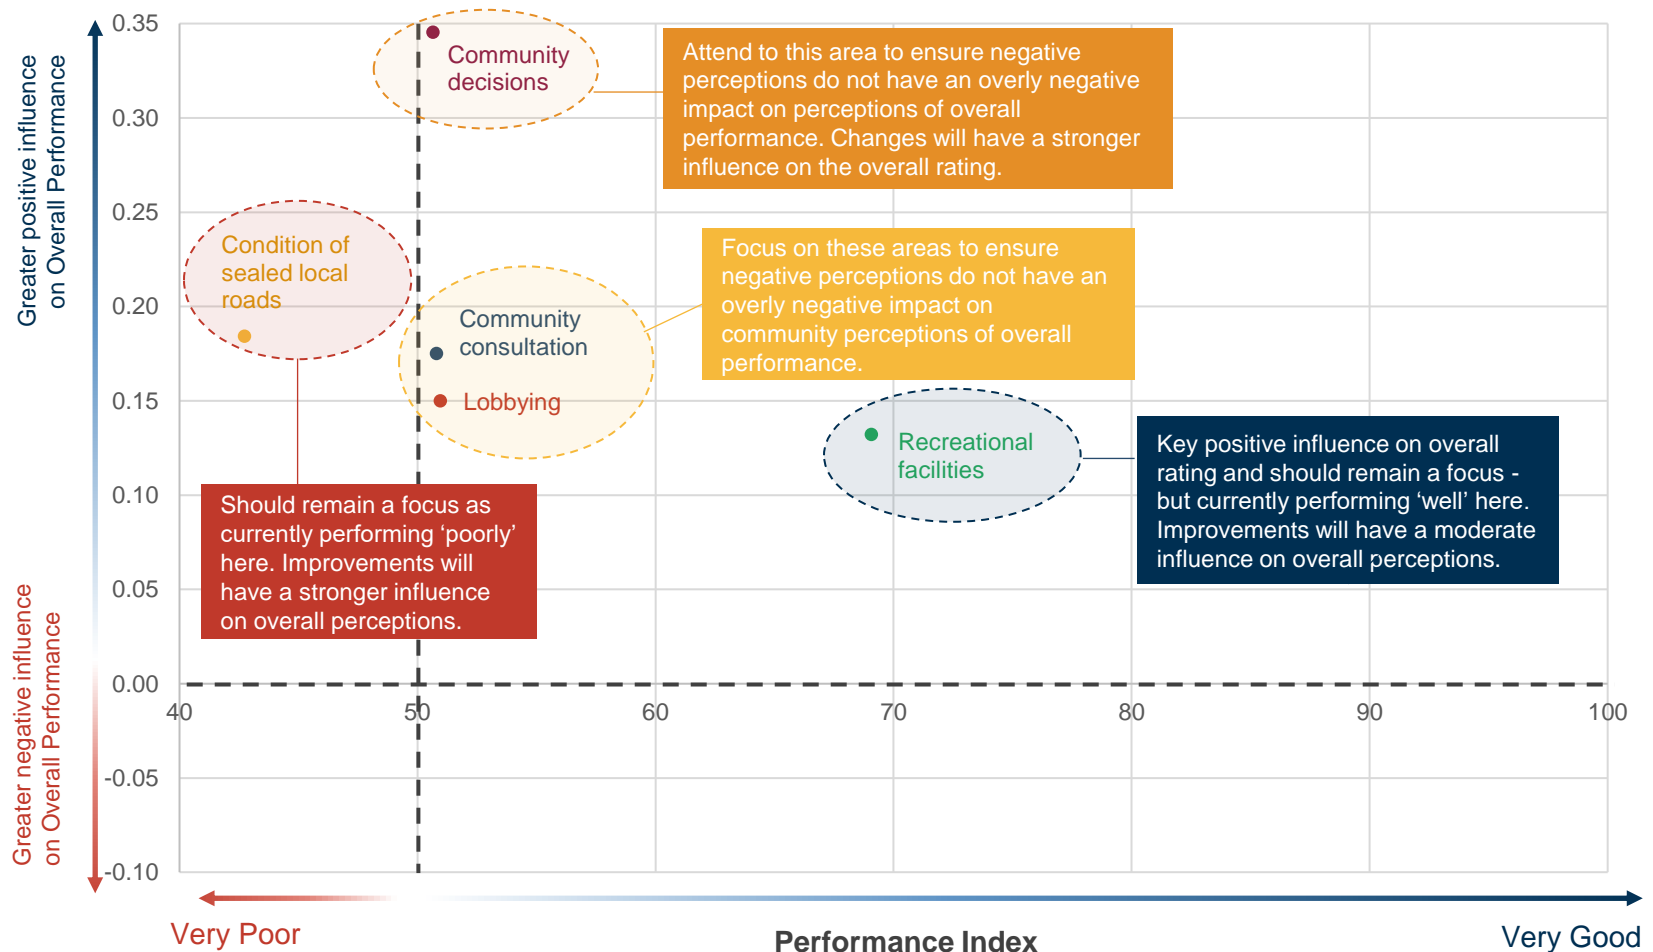 Greater positive influence
on Overall Performance
Greater negative influence
on Overall Performance
0.35
0.30
0.25
0.20
0.15
0.10
0.05
0.00
-0.05
-0.10
40
50
60
70
80
90
100
Community
decisions
Attend to this area to ensure negative
perceptions do not have an overly negative
impact on perceptions of overall
performance. Changes will have a stronger
influence on the overall rating.
Condition of
sealed local
roads
Community
consultation
Lobbying
Focus on these areas to ensure
negative perceptions do not have an
overly negative impact on
community perceptions of overall
performance.
Recreational
facilities
Key positive influence on overall
rating and should remain a focus -
but currently performing ‘well’ here.
Improvements will have a moderate
influence on overall perceptions.
Should remain a focus as
currently performing ‘poorly’
here. Improvements will
have a stronger influence
on overall perceptions.
Very Poor
Performance Index
Very Good